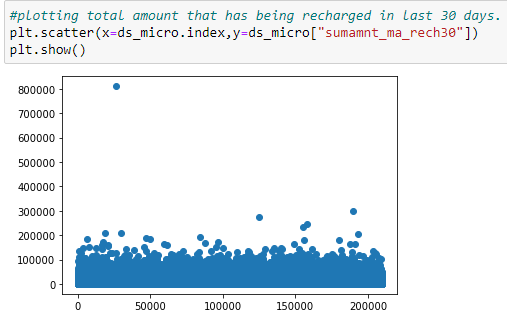 #plotting total amount that has being recharged in last 30 days.
plt.scatter(x=ds_micro.index,y=ds_micro["sumamnt_ma_rech30"])
plt.show()
800000
700000
600000
500000
400000
300000
200000
100000
0
0 50000 100000 150000 200000